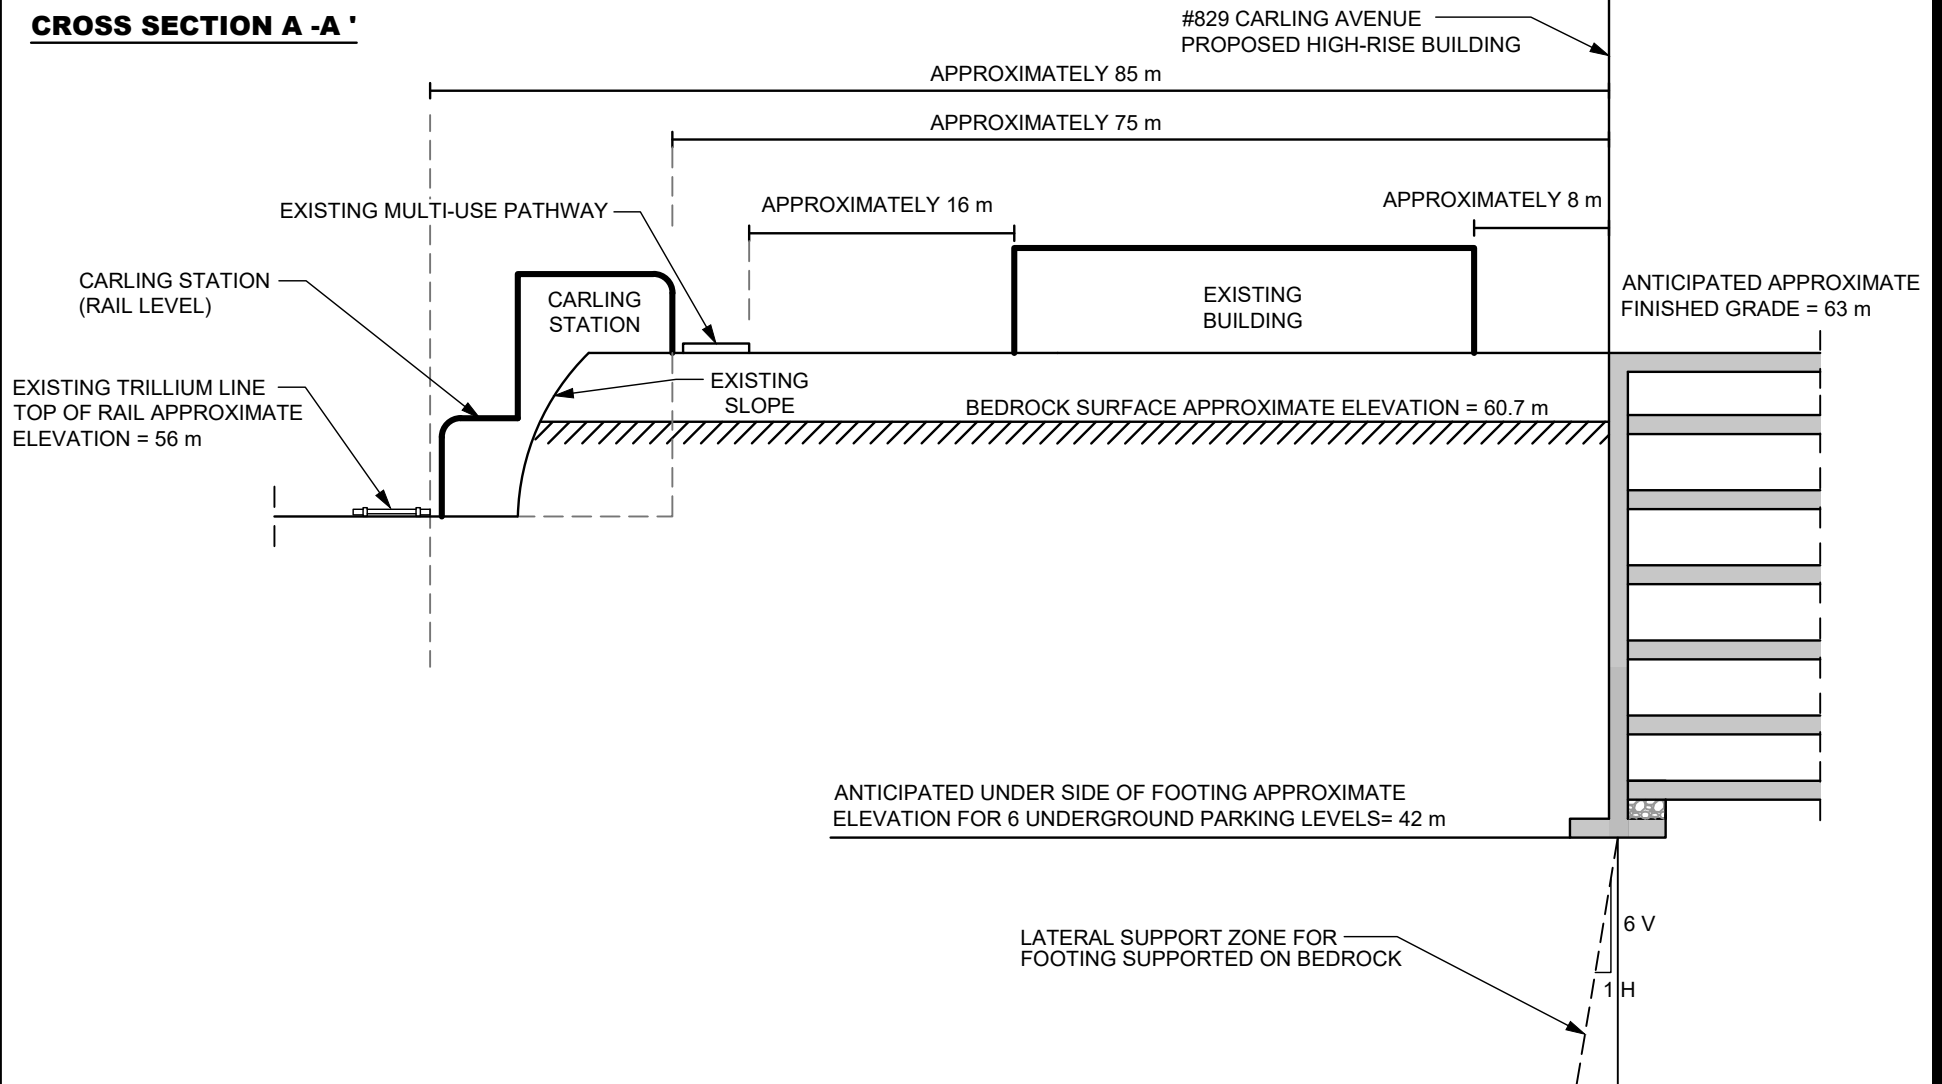 CROSS SECTION A -A '
#829 CARLING AVENUE
PROPOSED HIGH-RISE BUILDING
APPROXIMATELY 85 m
APPROXIMATELY 75 m
EXISTING MULTI-USE PATHWAY
APPROXIMATELY 16 m
APPROXIMATELY 8 m
CARLING STATION
(RAIL LEVEL)
CARLING
STATION
EXISTING
BUILDING
ANTICIPATED APPROXIMATE
FINISHED GRADE = 63 m
EXISTING TRILLIUM LINE
TOP OF RAIL APPROXIMATE
ELEVATION = 56 m
EXISTING
SLOPE
BEDROCK SURFACE APPROXIMATE ELEVATION = 60.7 m
ANTICIPATED UNDER SIDE OF FOOTING APPROXIMATE
ELEVATION FOR 6 UNDERGROUND PARKING LEVELS= 42 m
LATERAL SUPPORT ZONE FOR
FOOTING SUPPORTED ON BEDROCK
6 V
1 H